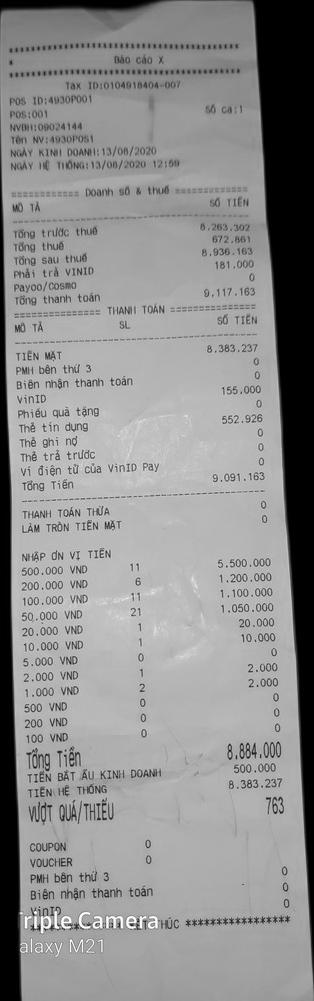 ****************************************
* Báo cáo X
****************************************
Tax ID:0104918404-007
POS ID:4930P001
POS:001 Số ca:1
NVBH:09024144
Tên NV:4930POS1
NGÀY KINH DOANH:13/06/2020
NGÀY HỆ THỐNG:13/06/2020 12:59
============ Doanh số & thuế ============
MÔ TẢ SỐ TIỀN
Tổng trước thuế 8.263.302
Tổng thuế 672.861
Tổng sau thuế 8.936.163
Phải trả VINID 181.000
Payoo/Cosmo 0
Tổng thanh toán 9.117.163
=============== THANH TOÁN ===============
MÔ TẢ SL SỐ TIỀN
TIỀN MẶT 8.383.237
PMH bên thứ 3 0
Biên nhận thanh toán 0
VinID 155.000
Phiếu quà tặng 0
Thẻ tín dụng 552.926
Thẻ ghi nợ 0
Thẻ trả trước 0
Ví điện tử của VinID Pay 0
Tổng Tiền 9.091.163
THANH TOÁN THỪA 0
LÀM TRÒN TIỀN MẶT 0
NHẬP ƠN VỊ TIỀN
500.000 VND 11 5.500.000
200.000 VND 6 1.200.000
100.000 VND 11 1.100.000
50.000 VND 21 1.050.000
20.000 VND 1 20.000
10.000 VND 1 10.000
5.000 VND 0 0
2.000 VND 1 2.000
1.000 VND 2 2.000
500 VND 0 0
200 VND 0 0
100 VND 0 0
Tổng Tiền 8.884.000
TIỀN BẮT ẦU KINH DOANH 500.000
TIỀN HỆ THỐNG 8.383.237
VƯỢT QUÁ/THIẾU 763
COUPON 0
VOUCHER 0
PMH bên thứ 3 0
Biên nhận thanh toán 0
VinID 0
THÚC ****************
Triple Camera
alaxy M21